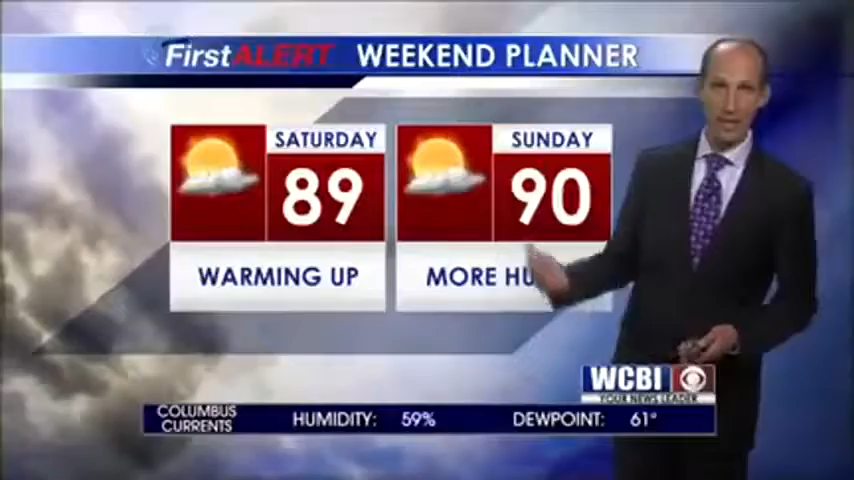 FirstALERT WEEKEND PLANNER
SATURDAY
89
WARMING UP
SUNDAY
90
MORE HU
WCBI
YOUR NEWS LEADER
COLUMBUS CURRENTS
HUMIDITY: 59%
DEWPOINT: 61°